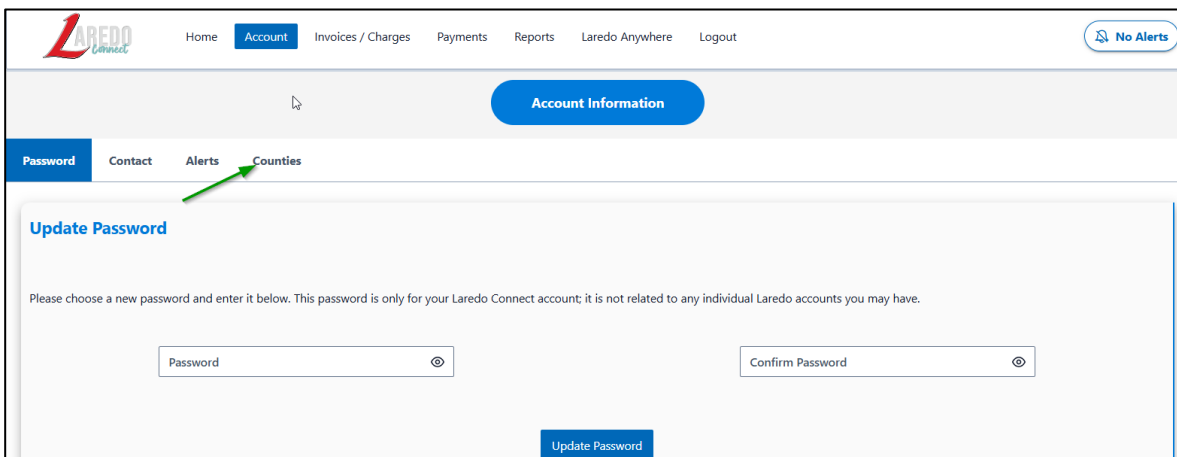 LAREDO
Connect
Home Account Invoices / Charges Payments Reports Laredo Anywhere Logout No Alerts
Account Information
Password Contact Alerts Counties
Update Password
Please choose a new password and enter it below. This password is only for your Laredo Connect account; it is not related to any individual Laredo accounts you may have.
Password Confirm Password
Update Password